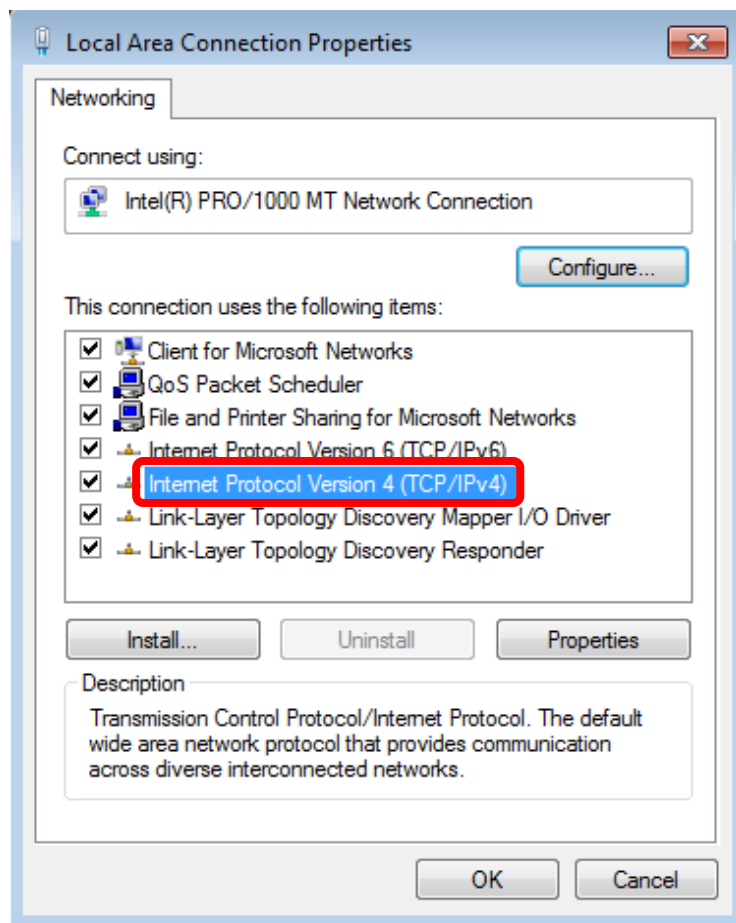 Local Area Connection Properties
Networking
Connect using:
Intel(R) PRO/1000 MT Network Connection
Configure...
This connection uses the following items:
Client for Microsoft Networks
QoS Packet Scheduler
File and Printer Sharing for Microsoft Networks
Internet Protocol Version 6 (TCP/IPv6)
Internet Protocol Version 4 (TCP/IPv4)
Link-Layer Topology Discovery Mapper I/O Driver
Link-Layer Topology Discovery Responder
Install... Uninstall Properties
Description
Transmission Control Protocol/Internet Protocol. The default
wide area network protocol that provides communication
across diverse interconnected networks.
OK Cancel